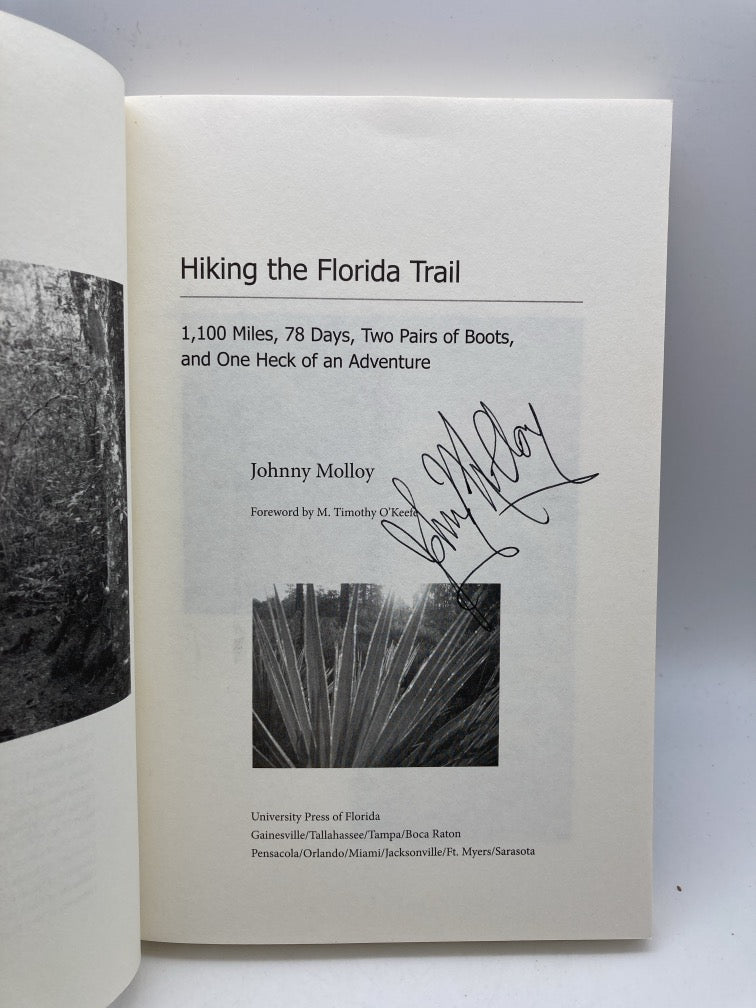 Hiking the Florida Trail
1,100 Miles, 78 Days, Two Pairs of Boots,
and One Heck of an Adventure
Johnny Molloy
Johnny Molloy
Foreword by M. Timothy O'Keefe
University Press of Florida
Gainesville/Tallahassee/Tampa/Boca Raton
Pensacola/Orlando/Miami/Jacksonville/Ft. Myers/Sarasota